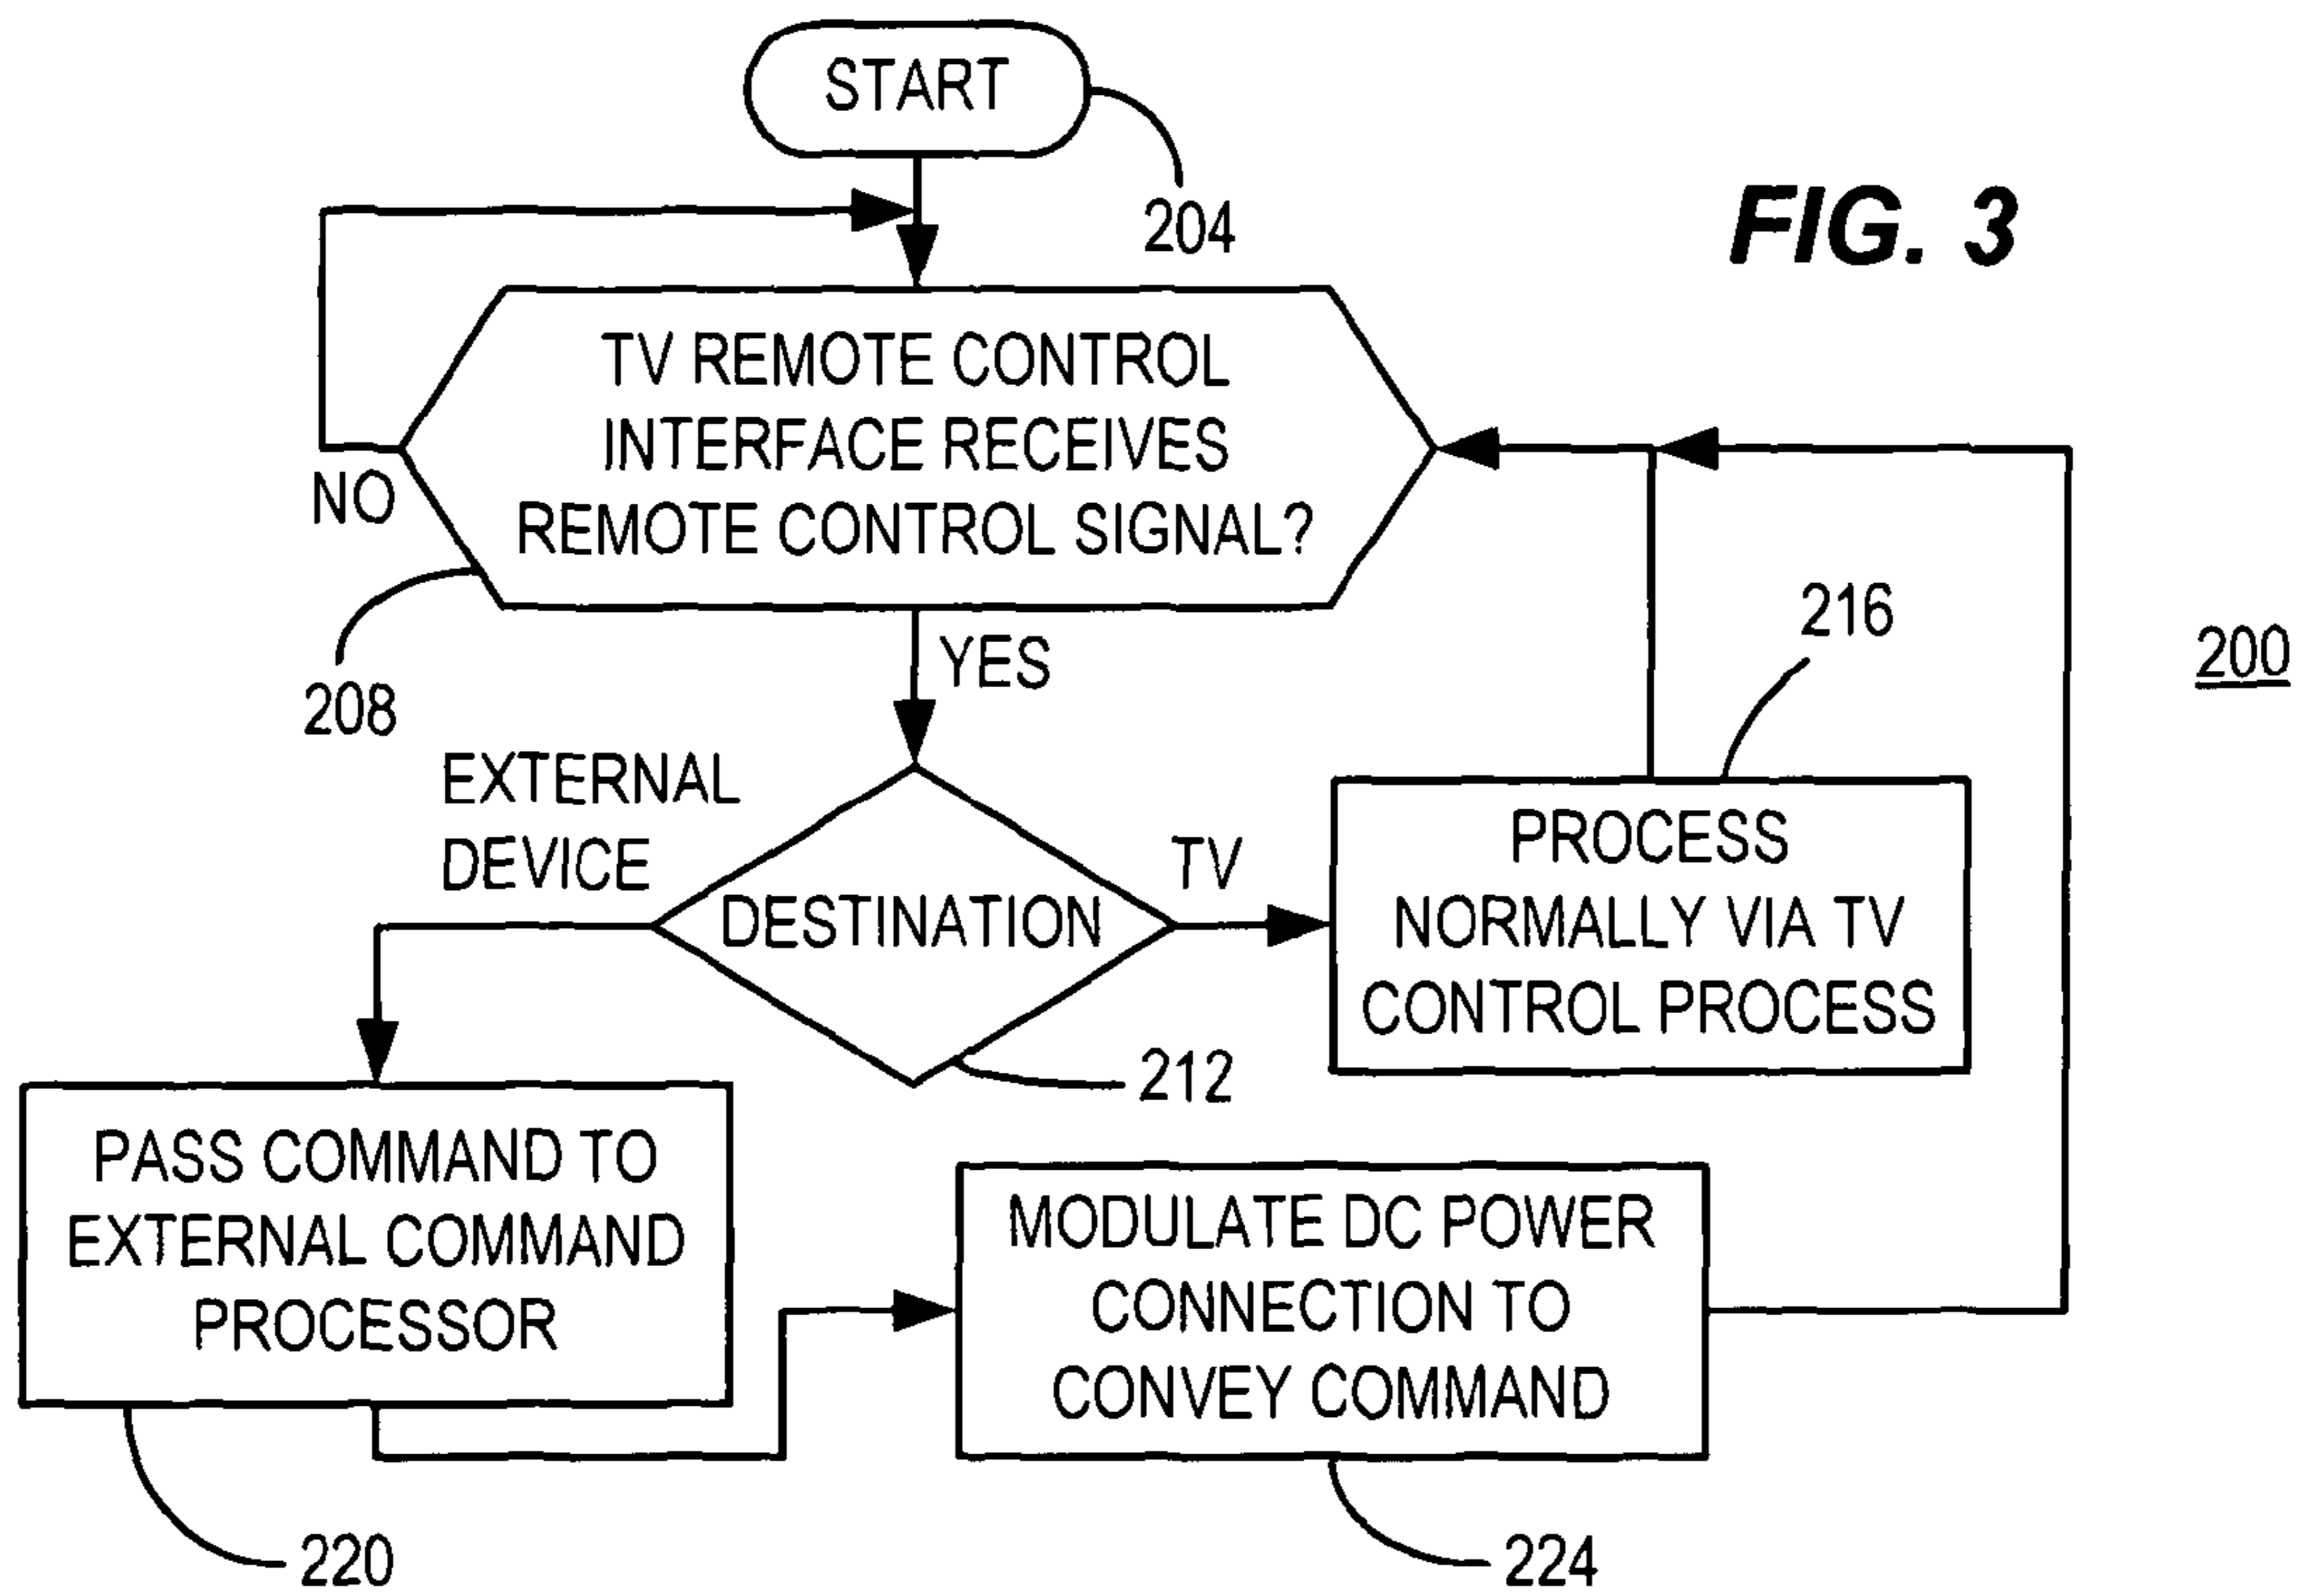 START
204
FIG. 3
TV REMOTE CONTROL
INTERFACE RECEIVES
REMOTE CONTROL SIGNAL?
NO
208
YES
216
200
EXTERNAL
DEVICE
DESTINATION
TV
212
PROCESS
NORMALLY VIA TV
CONTROL PROCESS
PASS COMMAND TO
EXTERNAL COMMAND
PROCESSOR
220
MODULATE DC POWER
CONNECTION TO
CONVEY COMMAND
224